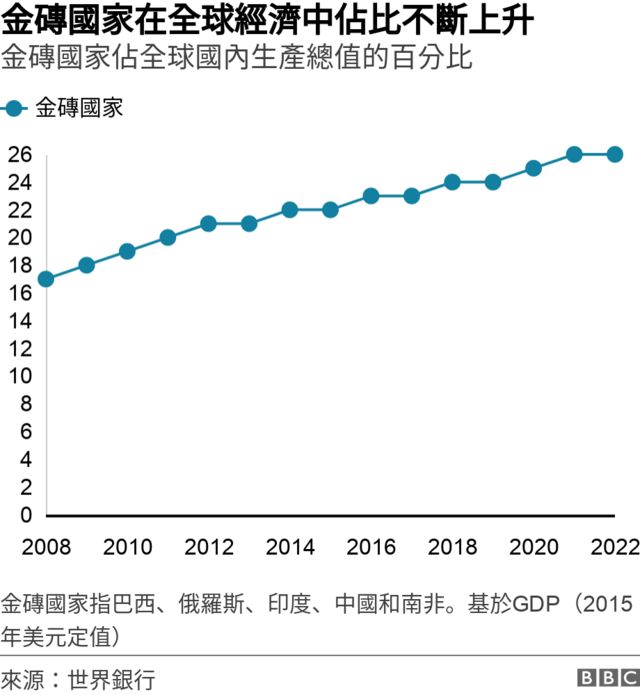 金磚國家在全球經濟中佔比不斷上升
金磚國家佔全球國內生產總值的百分比
金磚國家
26
24
22
20
18
16
14
12
10
8
6
4
2
0
2008 2010 2012 2014 2016 2018 2020 2022
金磚國家指巴西、俄羅斯、印度、中國和南非。基於GDP（2015
年美元定值）
來源：世界銀行
BBC